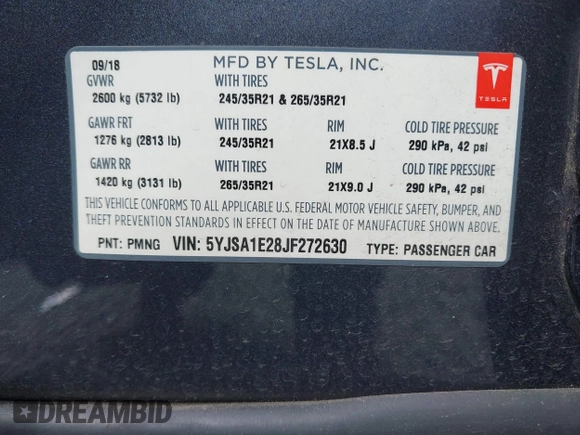 09/18 MFD BY TESLA, INC.
GVWR WITH TIRES
2600 kg (5732 lb) 245/35R21 & 265/35R21
TESLA
GAWR FRT WITH TIRES RIM COLD TIRE PRESSURE
1276 kg (2813 lb) 245/35R21 21X8.5 J 290 kPa, 42 psi
GAWR RR WITH TIRES RIM COLD TIRE PRESSURE
1420 kg (3131 lb) 265/35R21 21X9.0 J 290 kPa, 42 psi
THIS VEHICLE CONFORMS TO ALL APPLICABLE U.S. FEDERAL MOTOR VEHICLE SAFETY, BUMPER, AND
THEFT PREVENTION STANDARDS IN EFFECT ON THE DATE OF MANUFACTURE SHOWN ABOVE.
PNT: PMNG VIN: 5YJSA1E28JF272630 TYPE: PASSENGER CAR
DREAMBID